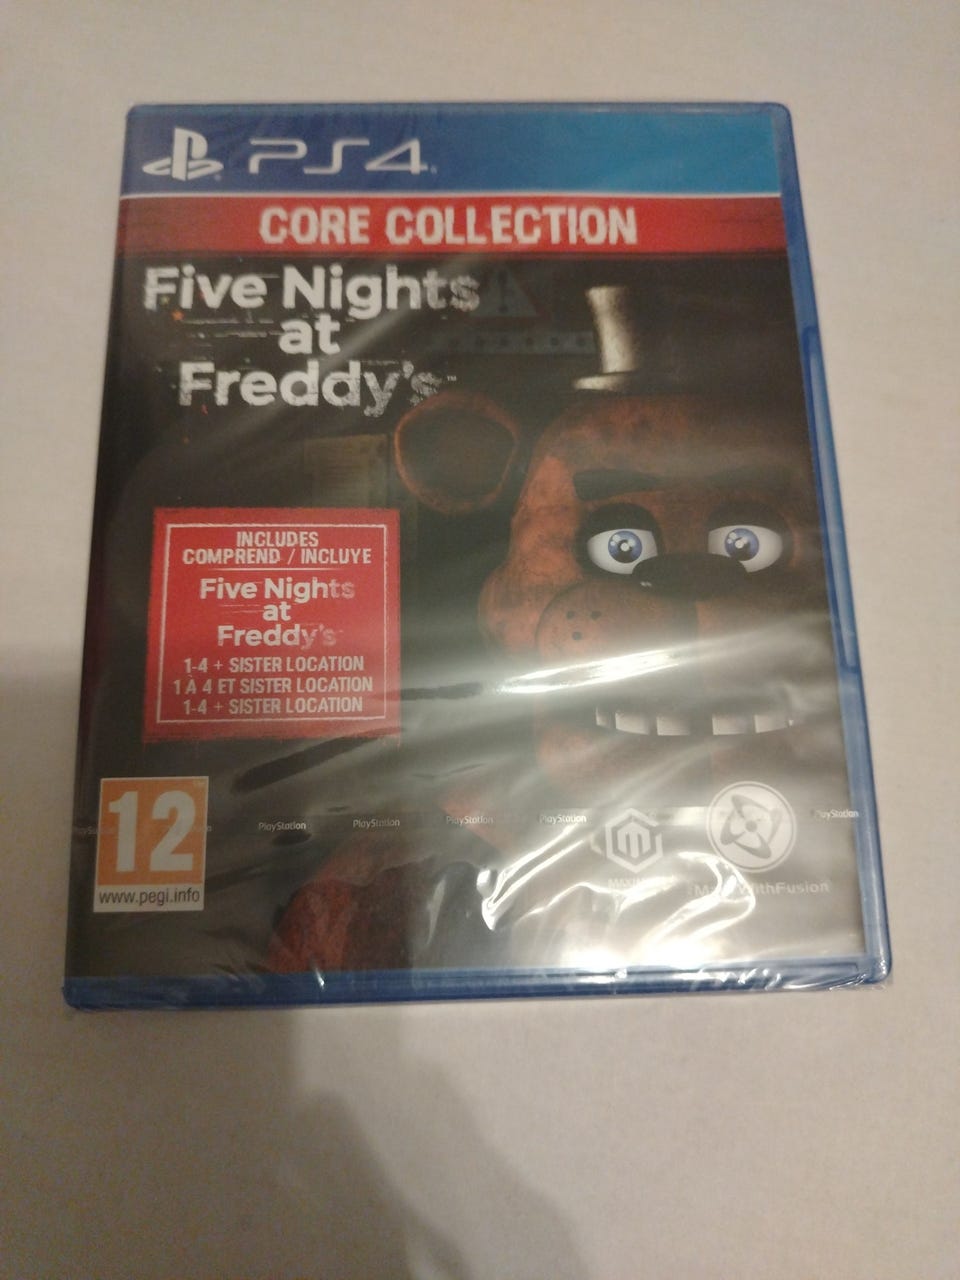 PS4
CORE COLLECTION
Five Nights
at
Freddy's™
INCLUDES
COMPREND / INCLUYE
Five Nights
at
Freddy's
1-4 + SISTER LOCATION
1 À 4 ET SISTER LOCATION
1-4 + SISTER LOCATION
12
www.pegi.info
PlayStation PlayStation PlayStation PlayStation PlayStation